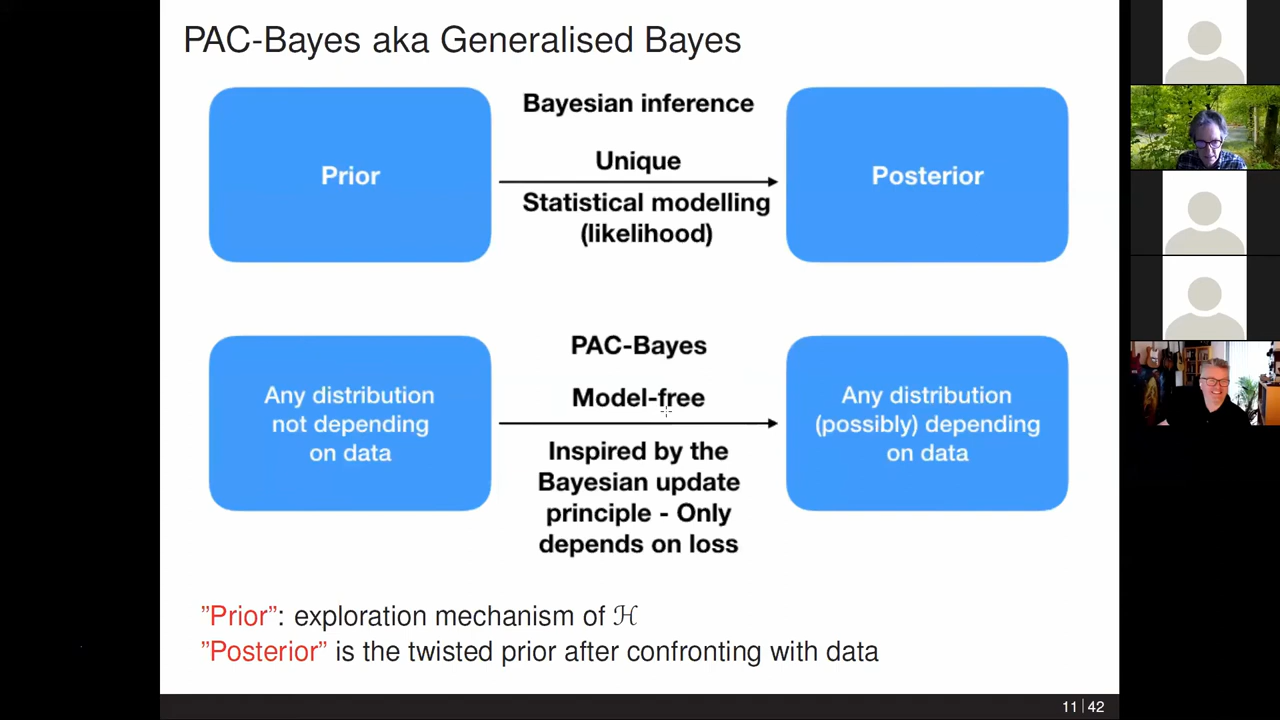 PAC-Bayes aka Generalised Bayes
Bayesian inference
Prior
Unique
Posterior
Statistical modelling
(likelihood)
PAC-Bayes
Any distribution
not depending
on data
Model-free
Any distribution
(possibly) depending
on data
Inspired by the
Bayesian update
principle - Only
depends on loss
”Prior”: exploration mechanism of ℋ
”Posterior” is the twisted prior after confronting with data
11 | 42